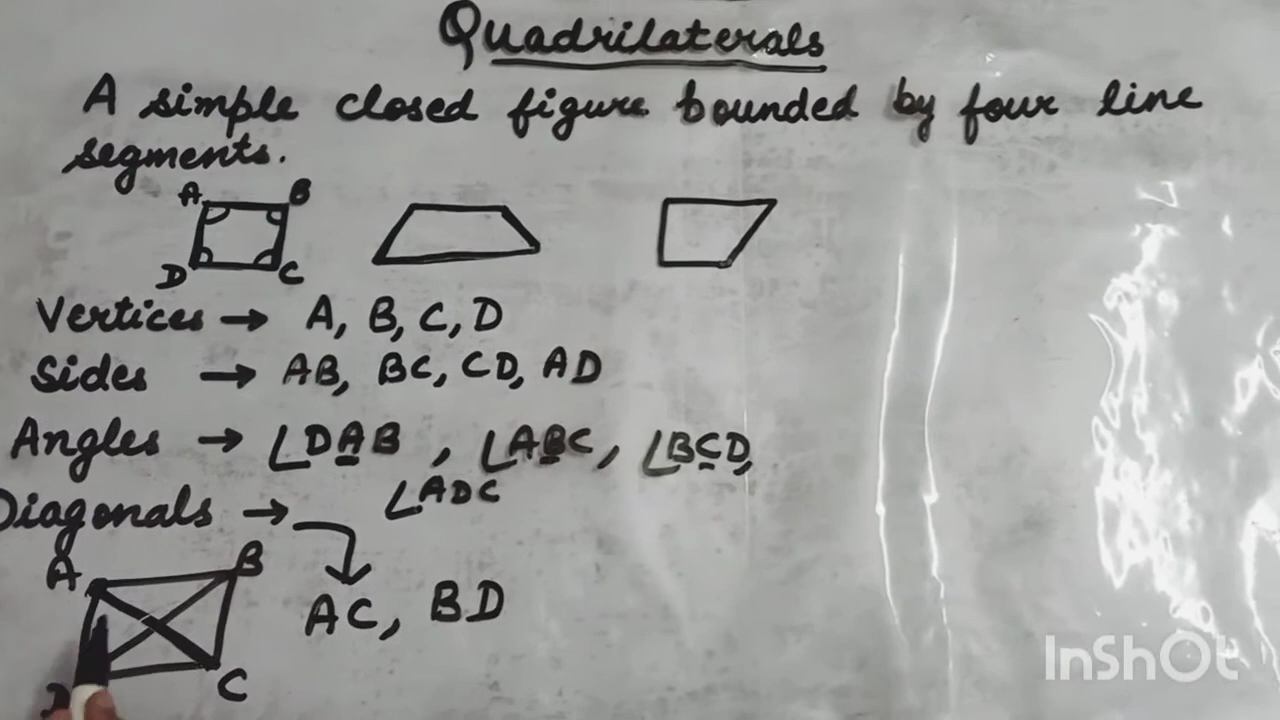 Quadrilaterals
A simple closed figure bounded by four line
segments.
A B
D C
Vertices → A, B, C, D
Sides → AB, BC, CD, AD
Angles → ∠DAB, ∠ABC, ∠BCD,
∠ADC
Diagonals →
A B
AC, BD
C
InShOt